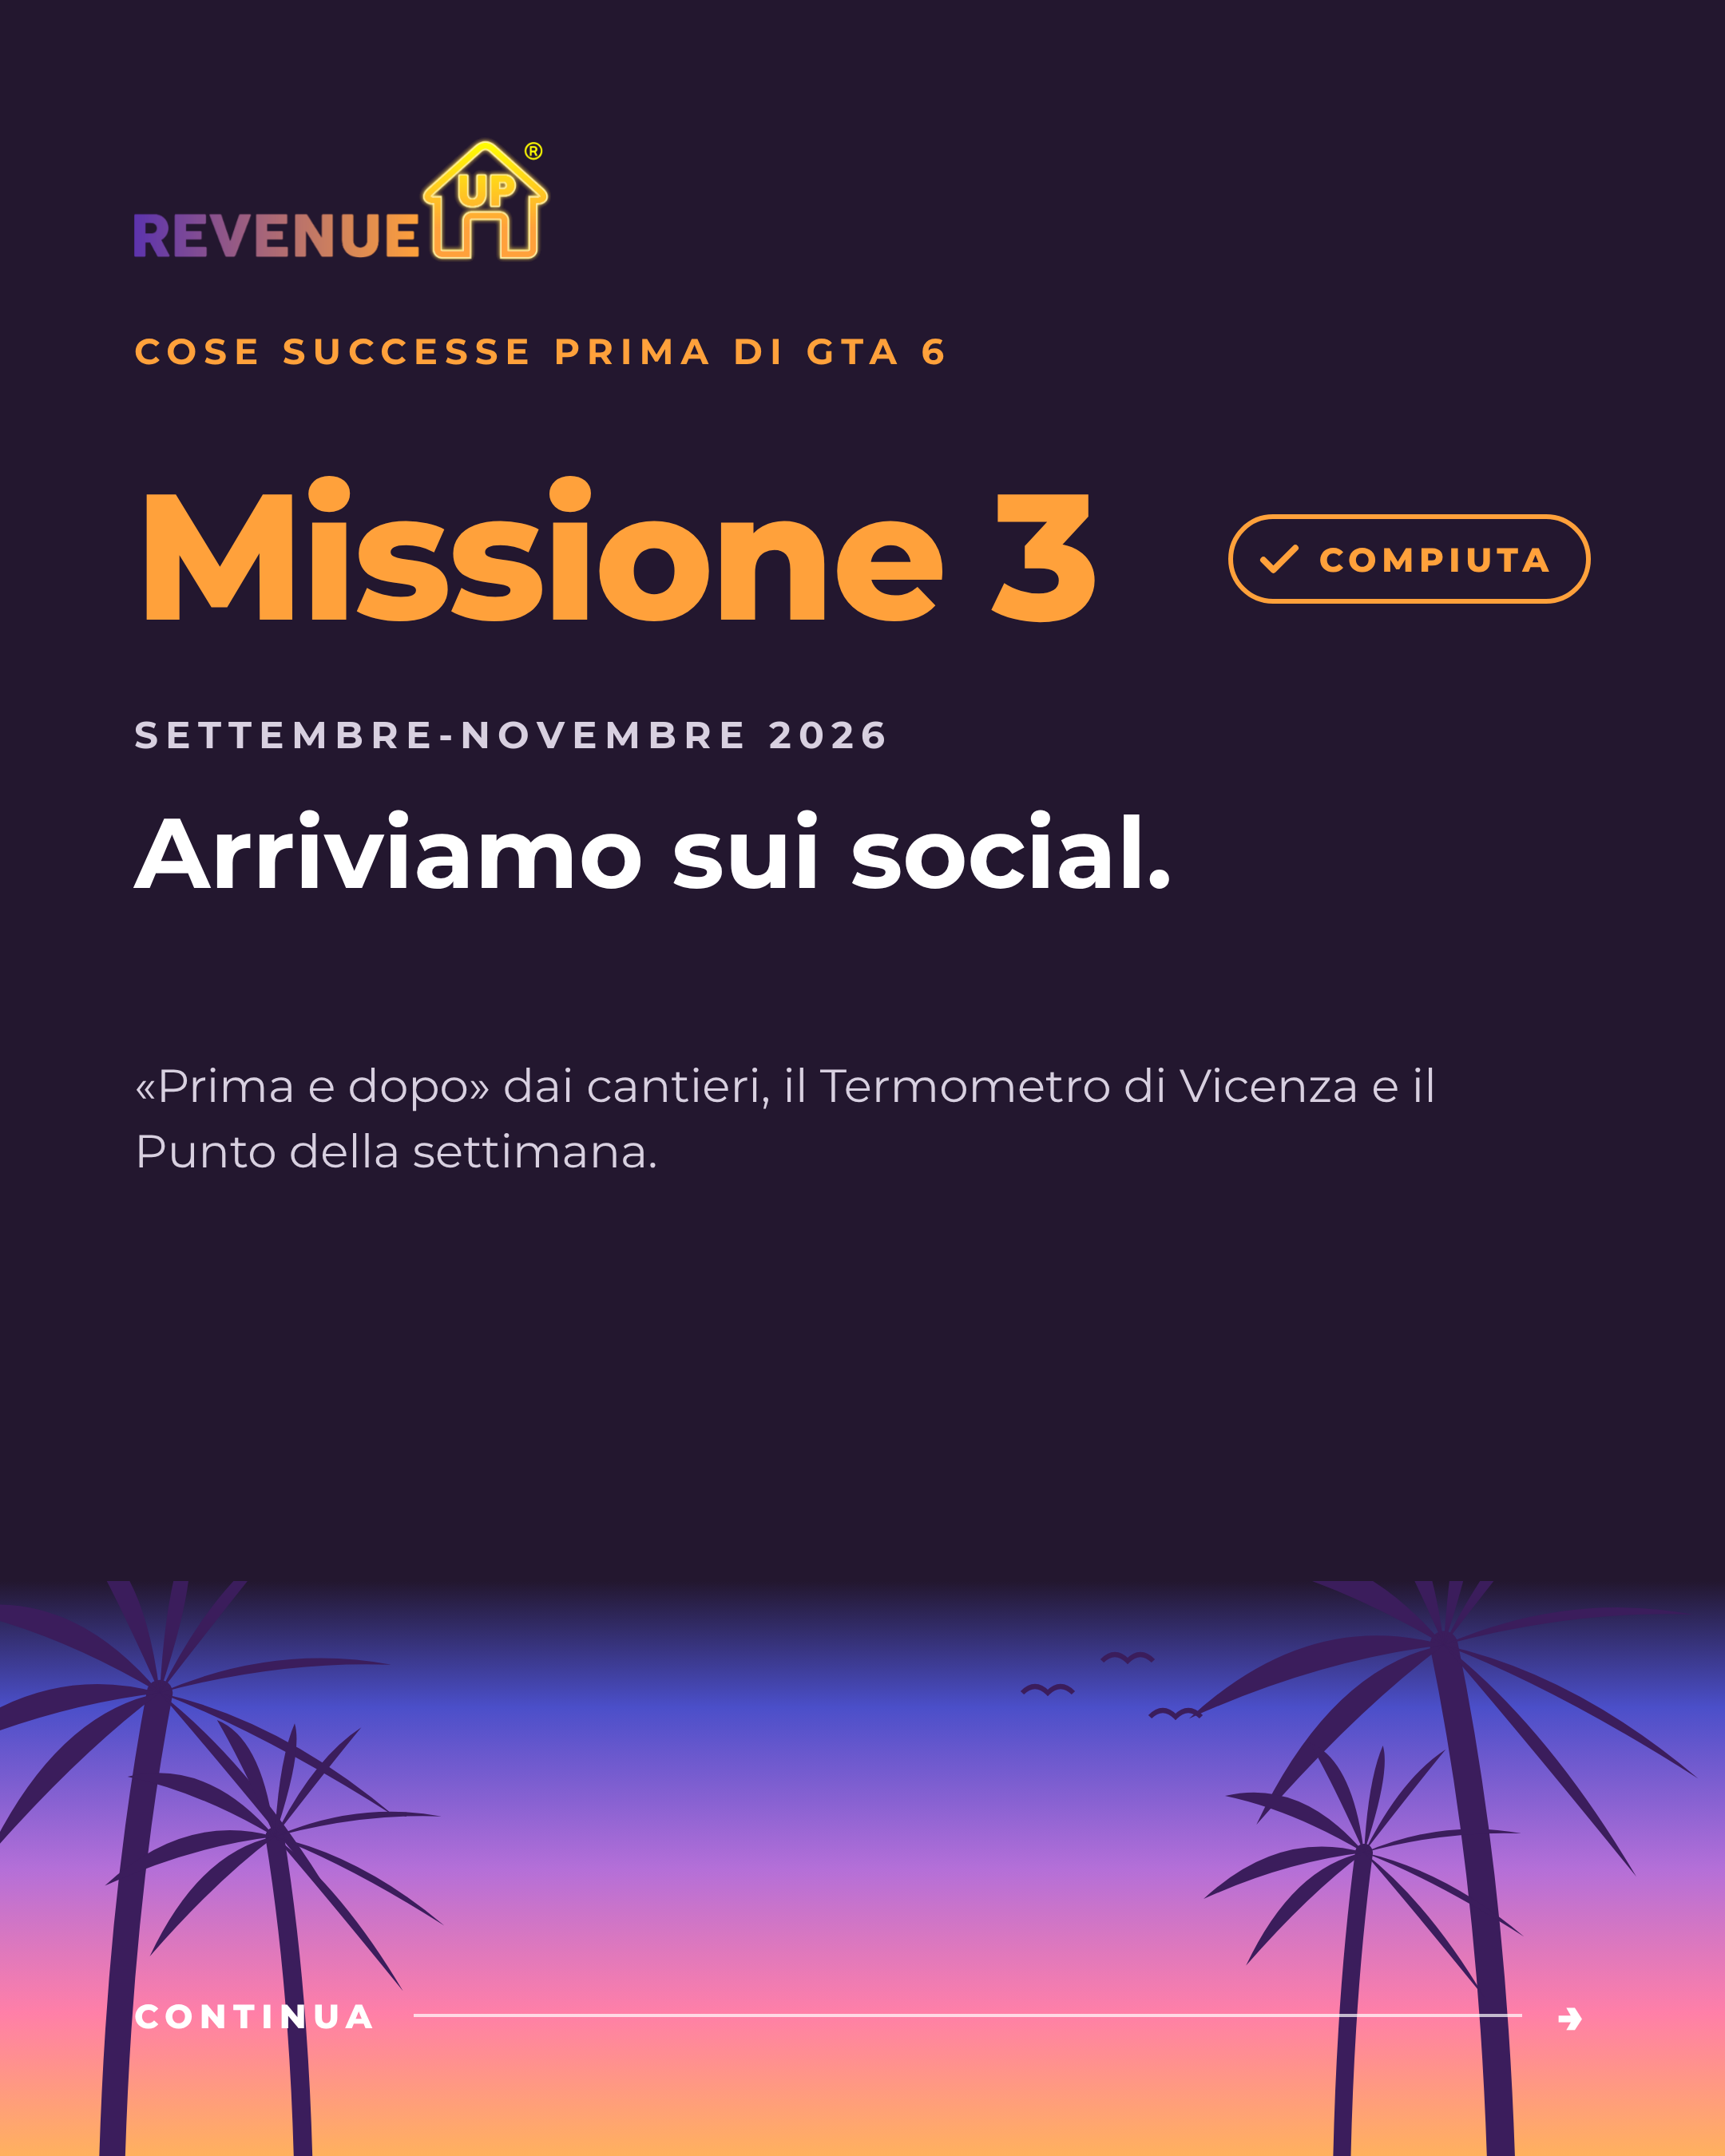 REVENUE UP ®
COSE SUCCESSE PRIMA DI GTA 6
Missione 3
✓ COMPIUTA
SETTEMBRE-NOVEMBRE 2026
Arriviamo sui social.
«Prima e dopo» dai cantieri, il Termometro di Vicenza e il
Punto della settimana.
CONTINUA